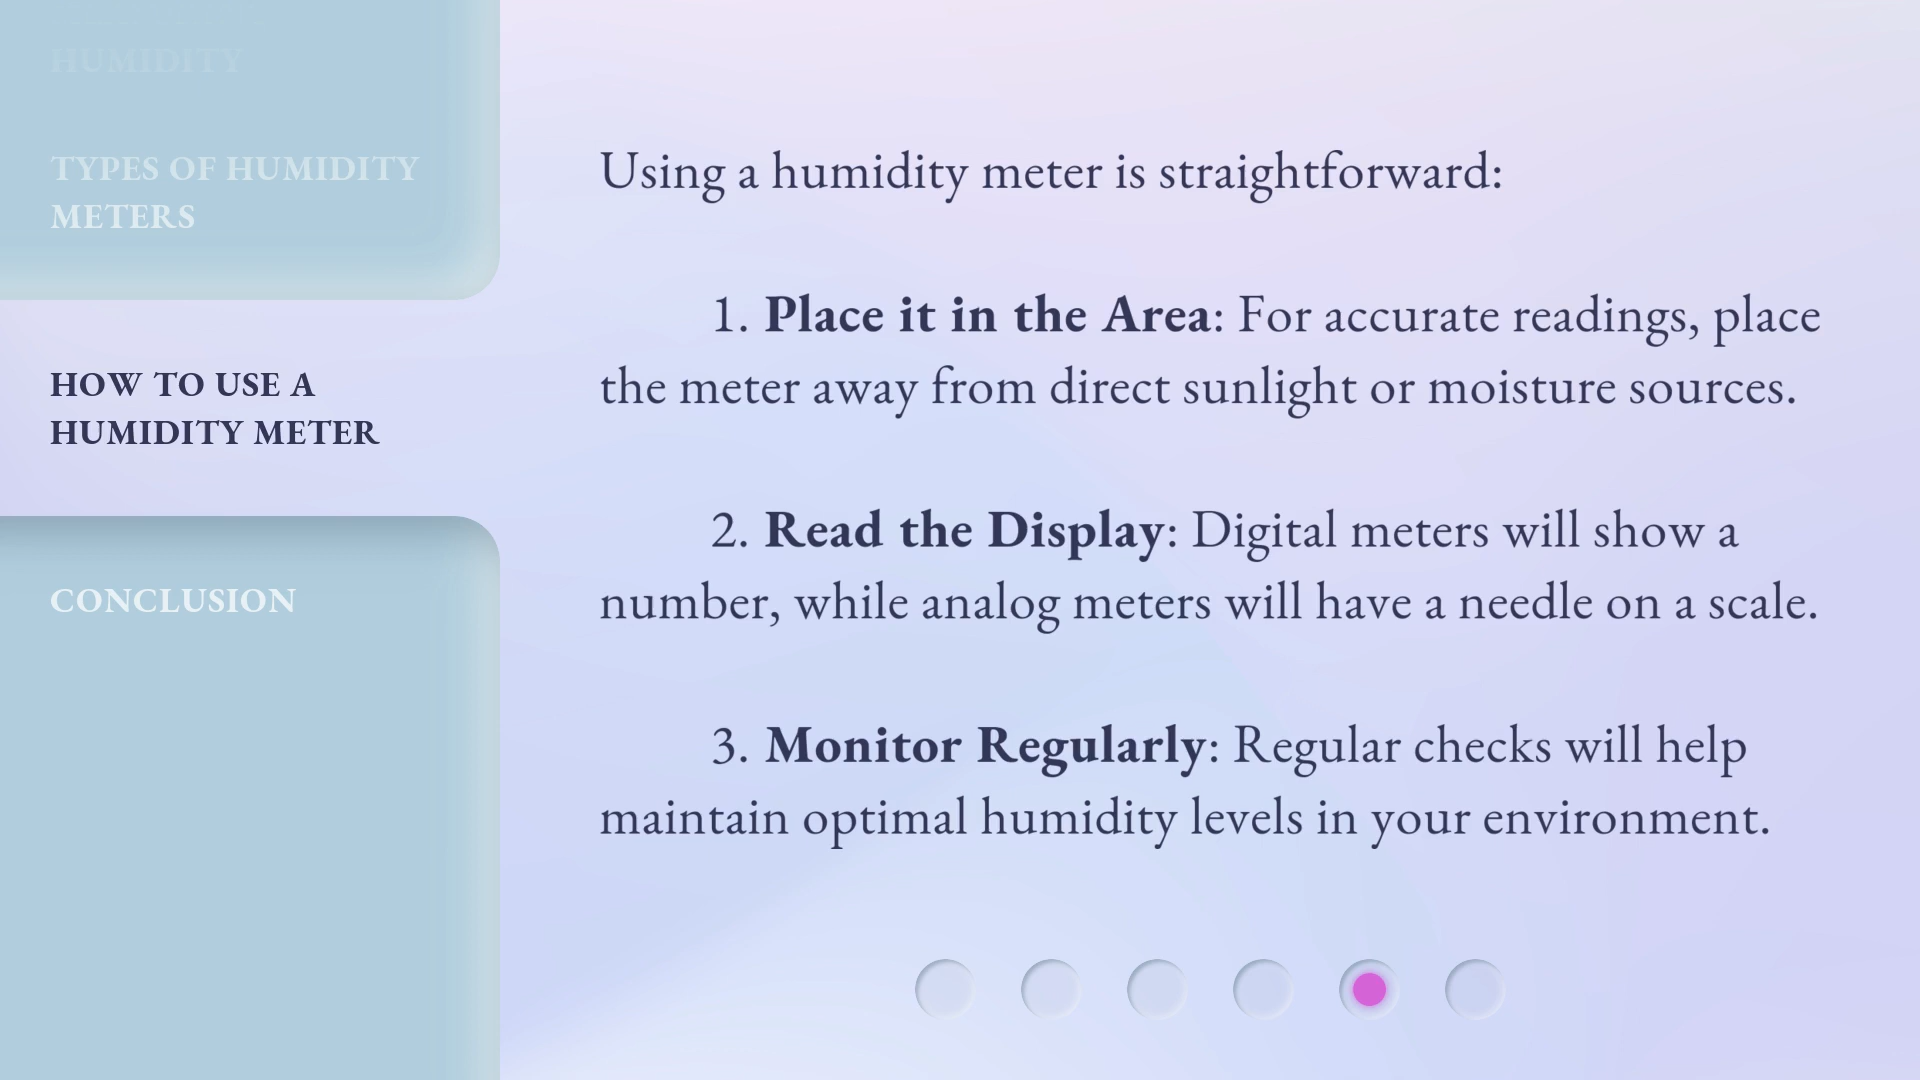 HUMIDITY
TYPES OF HUMIDITY
METERS
HOW TO USE A
HUMIDITY METER
CONCLUSION
Using a humidity meter is straightforward:
1. Place it in the Area: For accurate readings, place
the meter away from direct sunlight or moisture sources.
2. Read the Display: Digital meters will show a
number, while analog meters will have a needle on a scale.
3. Monitor Regularly: Regular checks will help
maintain optimal humidity levels in your environment.